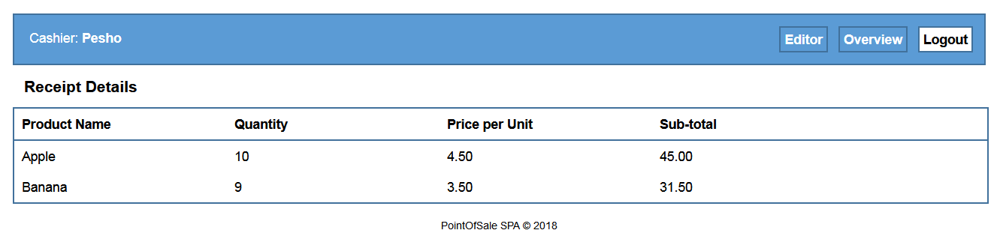 Cashier: Pesho Editor Overview Logout
Receipt Details
Product Name Quantity Price per Unit Sub-total
Apple 10 4.50 45.00
Banana 9 3.50 31.50
PointOfSale SPA © 2018